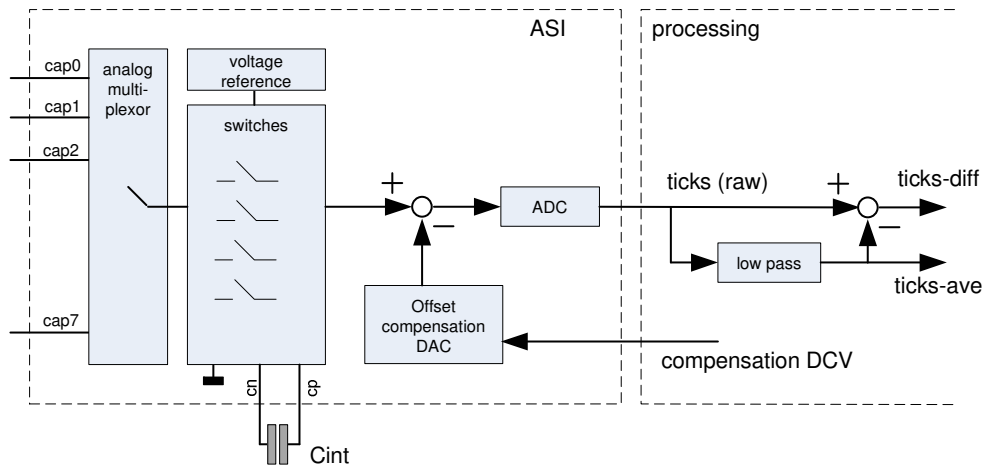 ASI
processing
cap0
cap1
cap2
cap7
analog
multi-
plexor
voltage
reference
switches
cn
cp
Cint
+
−
ADC
Offset
compensation
DAC
compensation DCV
ticks (raw)
low pass
+
−
ticks-diff
ticks-ave